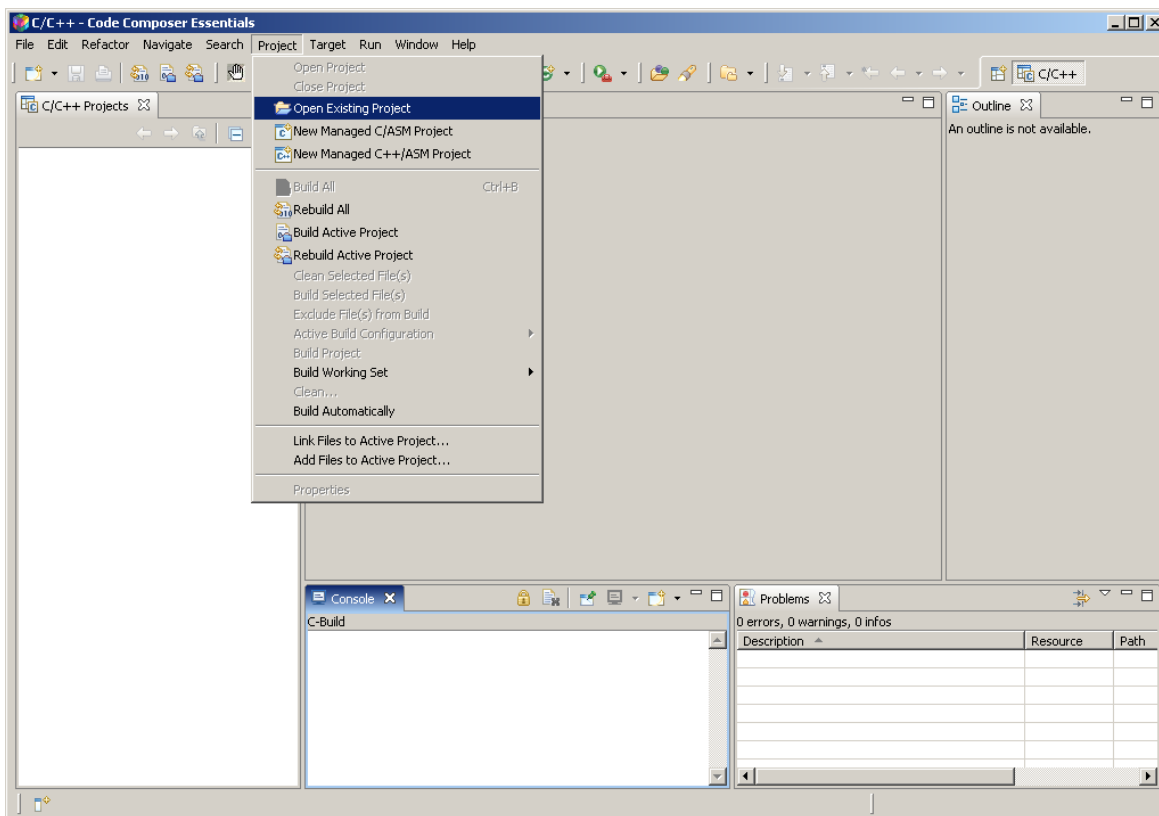 C/C++ - Code Composer Essentials
File Edit Refactor Navigate Search Project Target Run Window Help
C/C++
C/C++ Projects
Outline
An outline is not available.
Open Project
Close Project
Open Existing Project
New Managed C/ASM Project
New Managed C++/ASM Project
Build All Ctrl+B
Rebuild All
Build Active Project
Rebuild Active Project
Clean Selected File(s)
Build Selected File(s)
Exclude File(s) from Build
Active Build Configuration
Build Project
Build Working Set
Clean...
Build Automatically
Link Files to Active Project...
Add Files to Active Project...
Properties
Console
C-Build
Problems
0 errors, 0 warnings, 0 infos
Description Resource Path